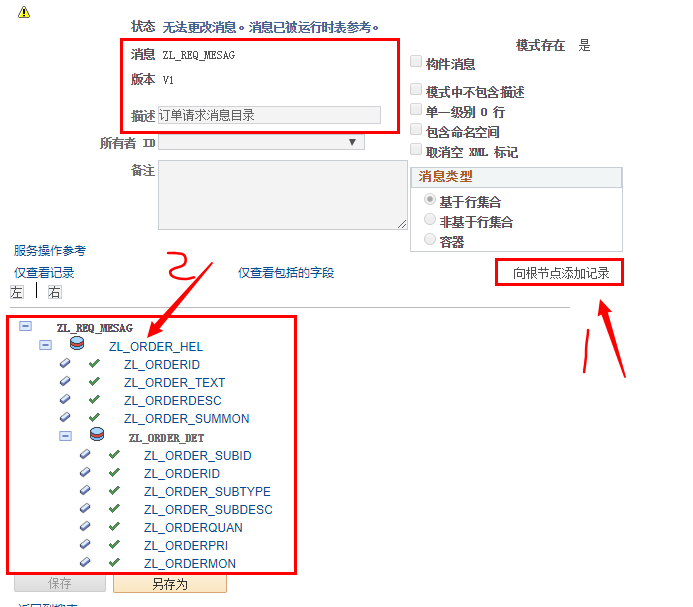 状态 无法更改消息。消息已被运行时表参考。
模式存在 是
消息 ZL_REQ_MESAG
构件消息
版本 V1
模式中不包含描述
描述 订单请求消息目录
单一级别 0 行
包含命名空间
所有者 ID
取消空 XML 标记
备注
消息类型
基于行集合
非基于行集合
容器
服务操作参考
仅查看记录 2 仅查看包括的字段 向根节点添加记录
左 右
1
ZL_REQ_MESAG
ZL_ORDER_HEL
ZL_ORDERID
ZL_ORDER_TEXT
ZL_ORDERDESC
ZL_ORDER_SUMMON
ZL_ORDER_DET
ZL_ORDER_SUBID
ZL_ORDERID
ZL_ORDER_SUBTYPE
ZL_ORDER_SUBDESC
ZL_ORDERQUAN
ZL_ORDERPRI
ZL_ORDERMON
保存 另存为